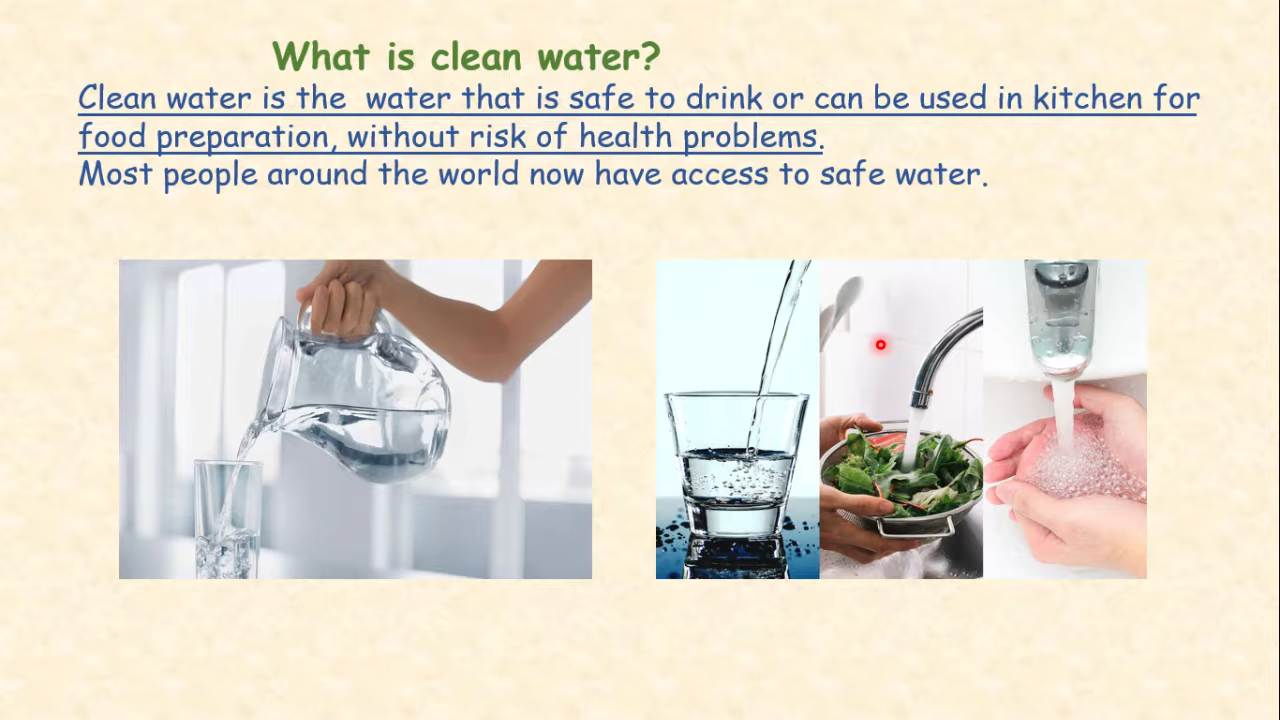 What is clean water?
Clean water is the  water that is safe to drink or can be used in kitchen for
food preparation, without risk of health problems.
Most people around the world now have access to safe water.